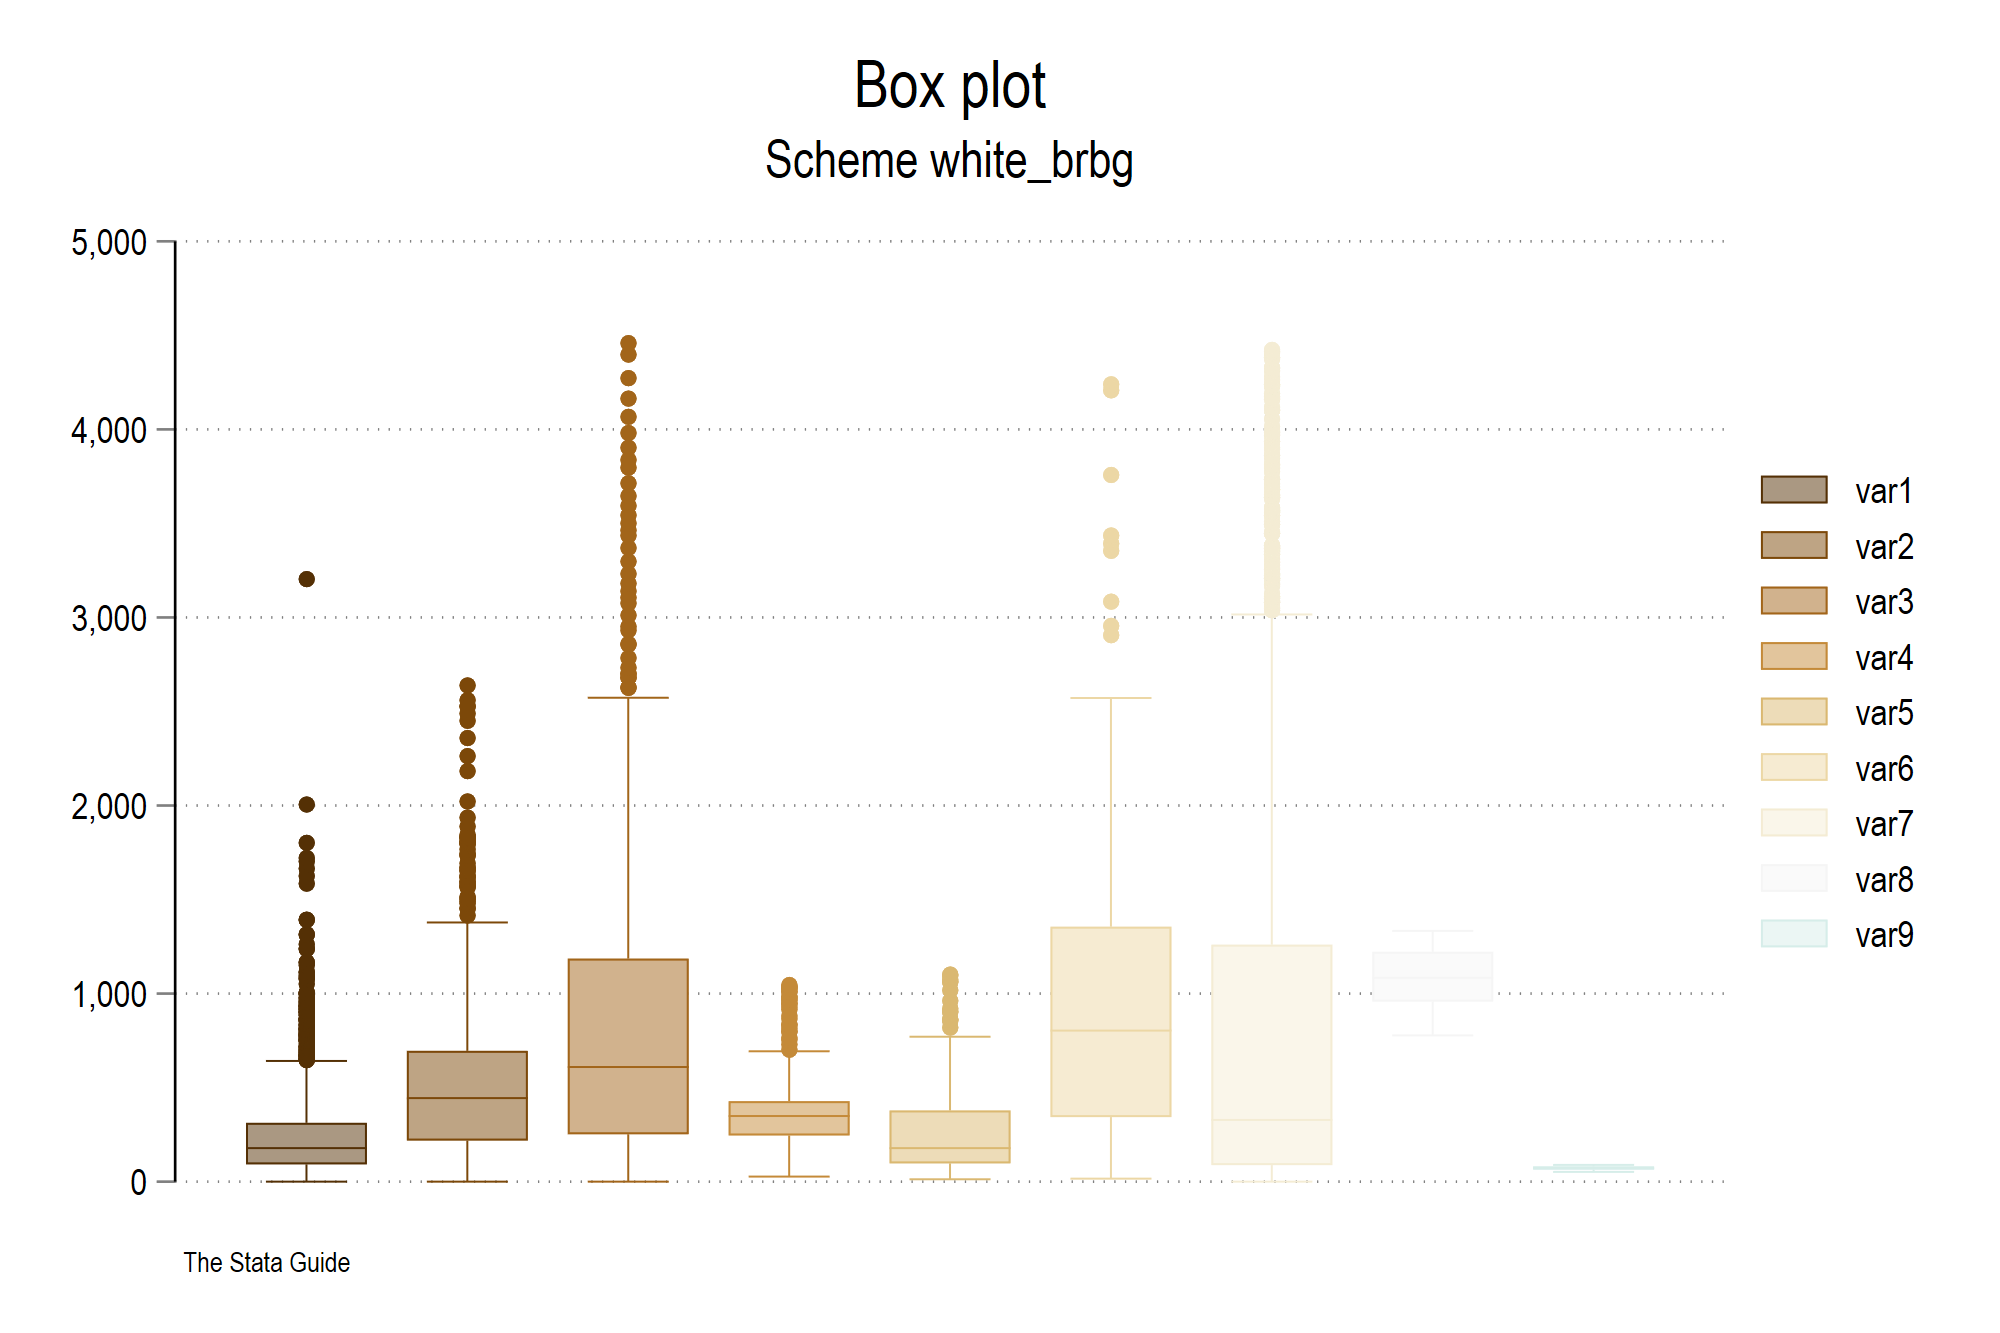 Box plot
Scheme white_brbg
5,000
4,000
3,000
2,000
1,000
0
var1
var2
var3
var4
var5
var6
var7
var8
var9
The Stata Guide